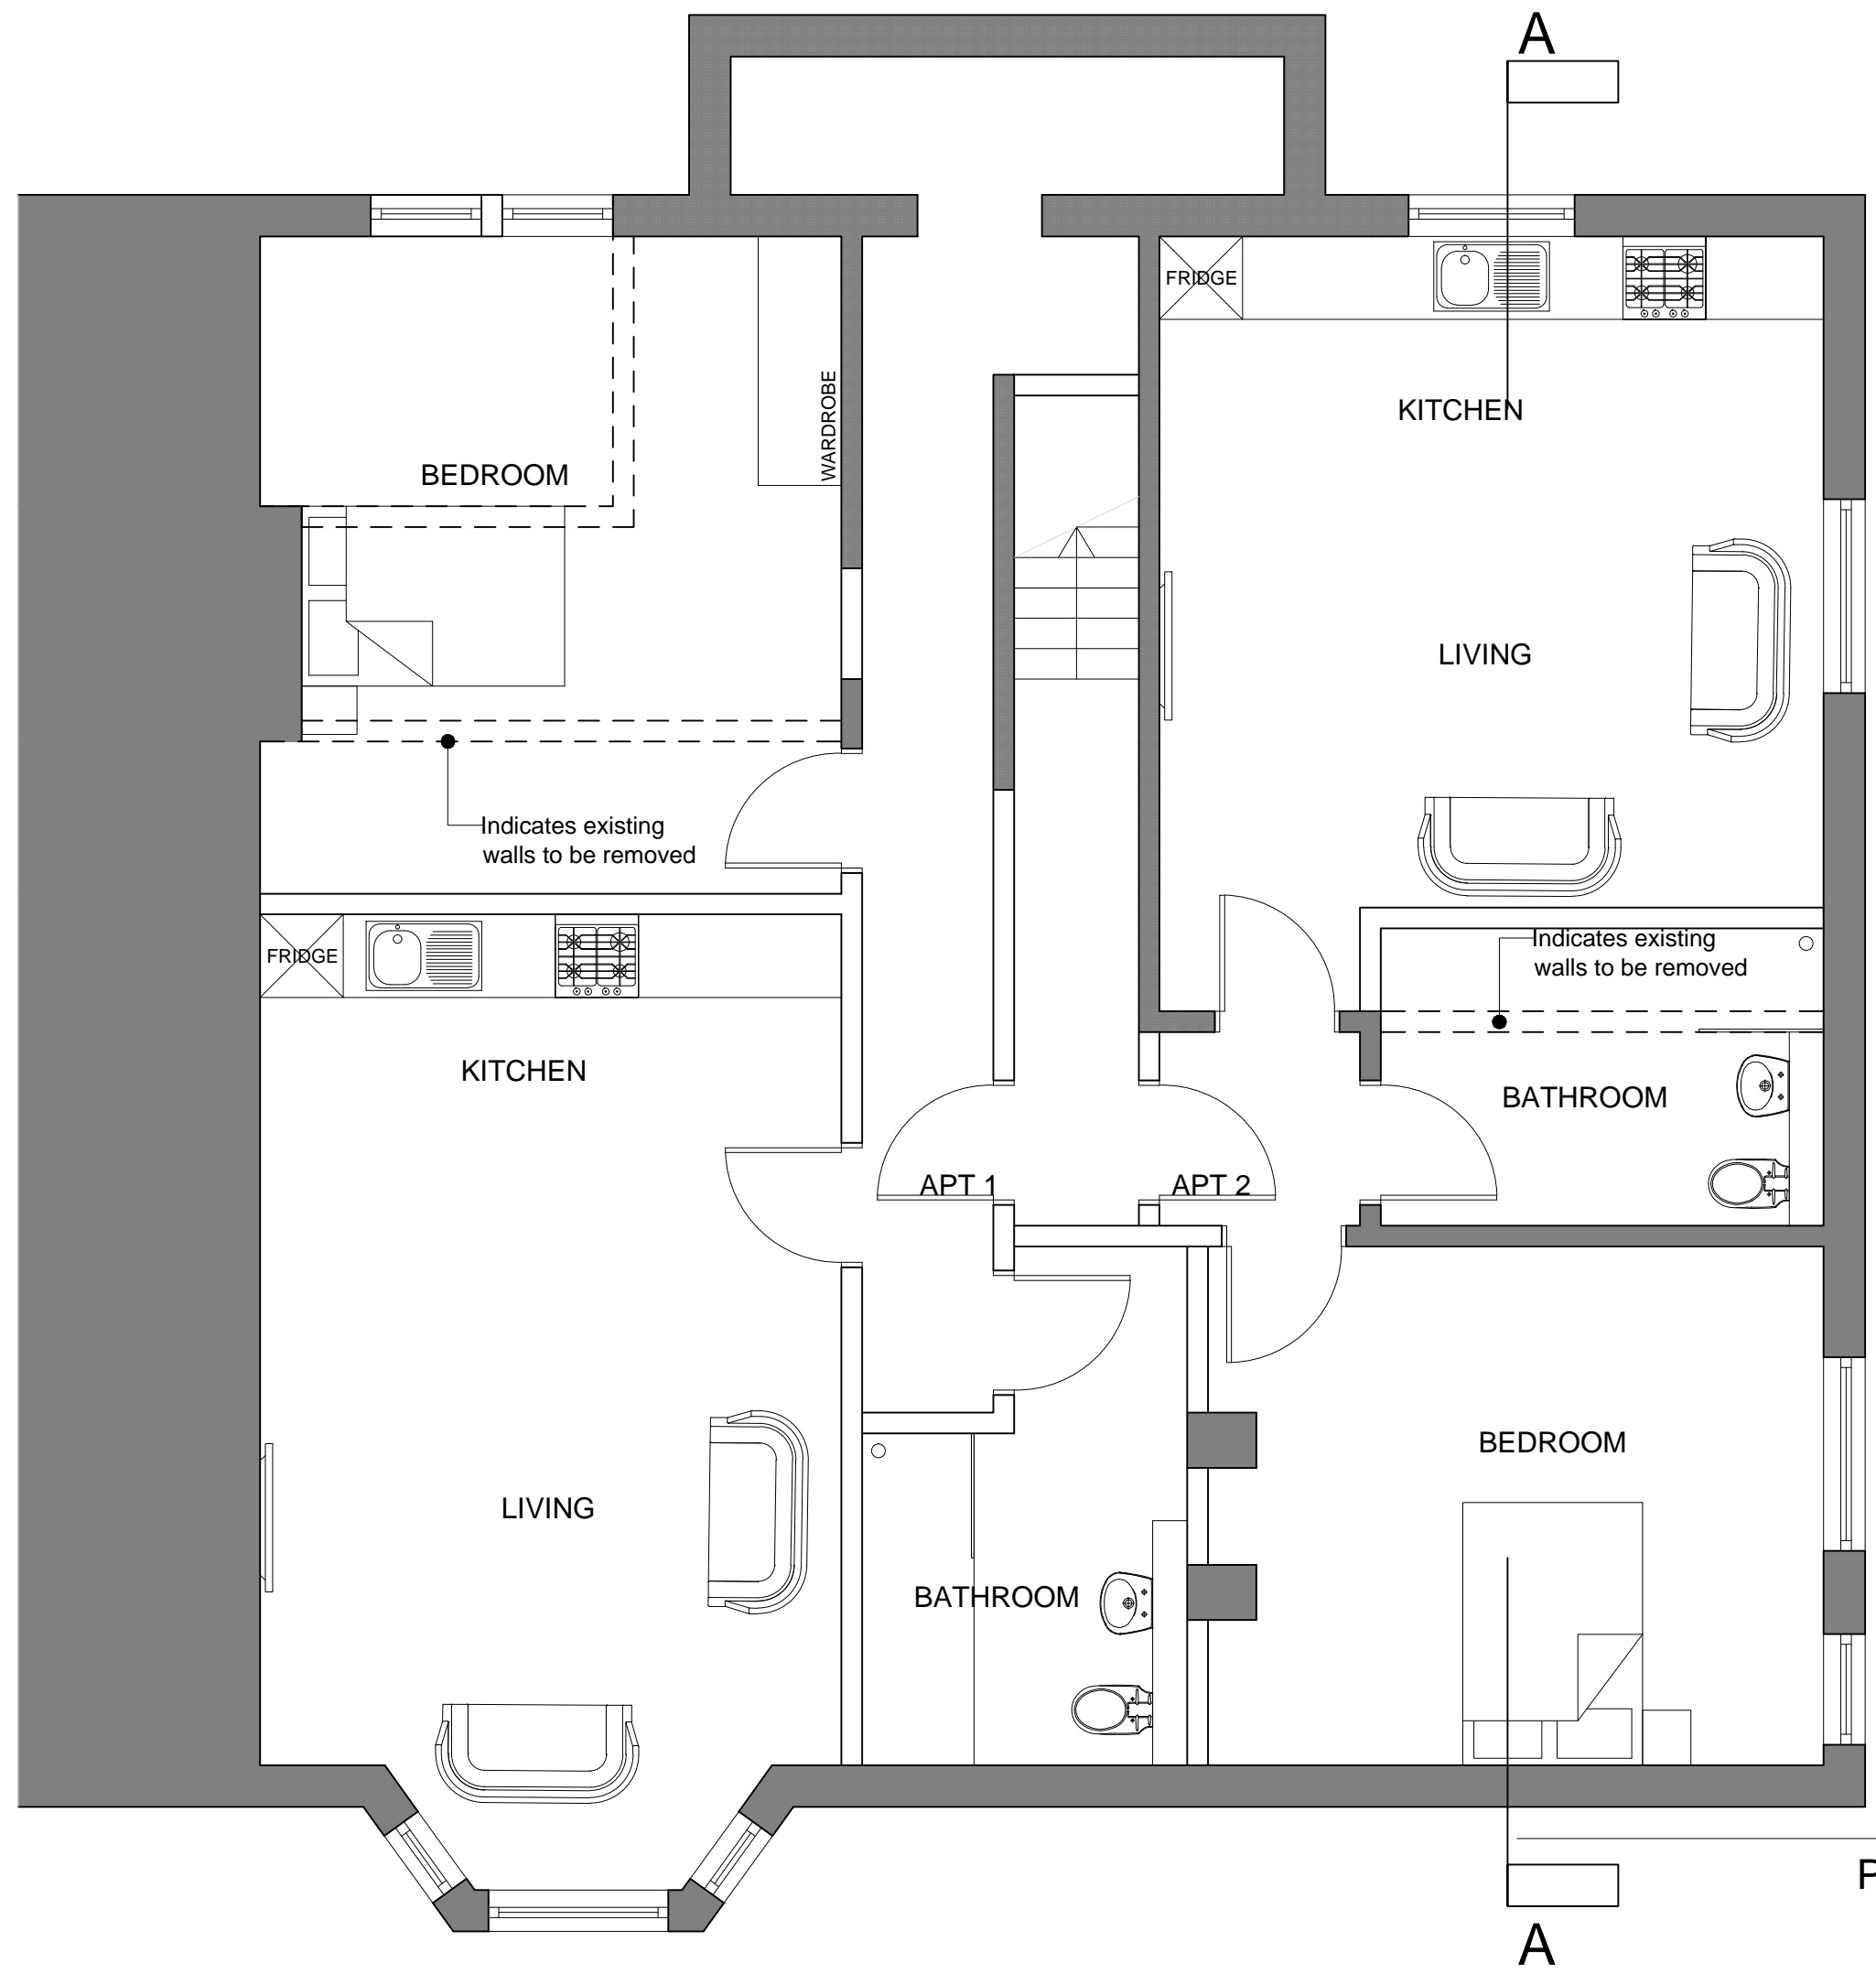 A
FRIDGE
WARDROBE
KITCHEN
BEDROOM
LIVING
Indicates existing
walls to be removed
FRIDGE
Indicates existing
walls to be removed
KITCHEN
BATHROOM
APT 1
APT 2
BEDROOM
LIVING
BATHROOM
P
A